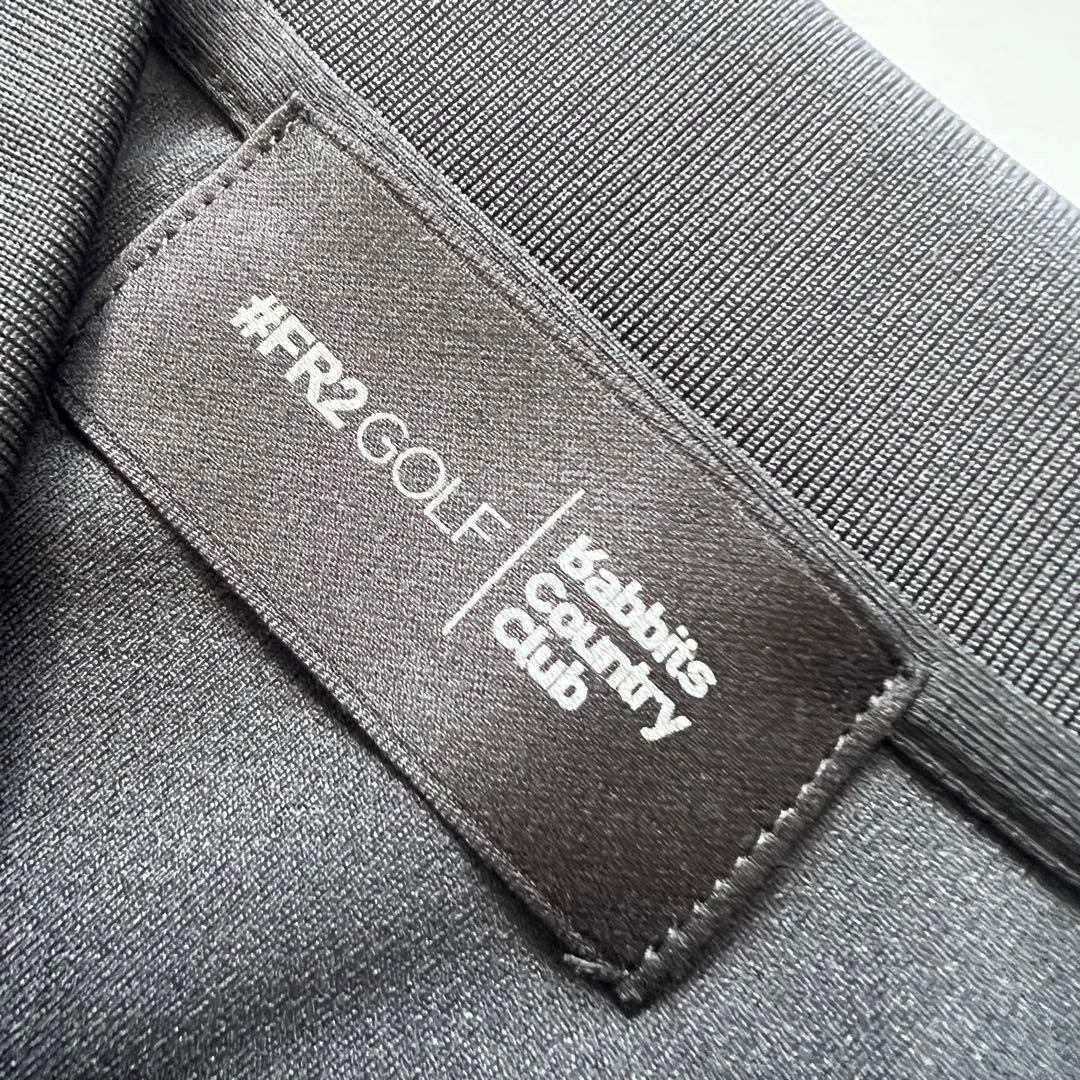 #FR2GOLF
Rabbits
Country
Club